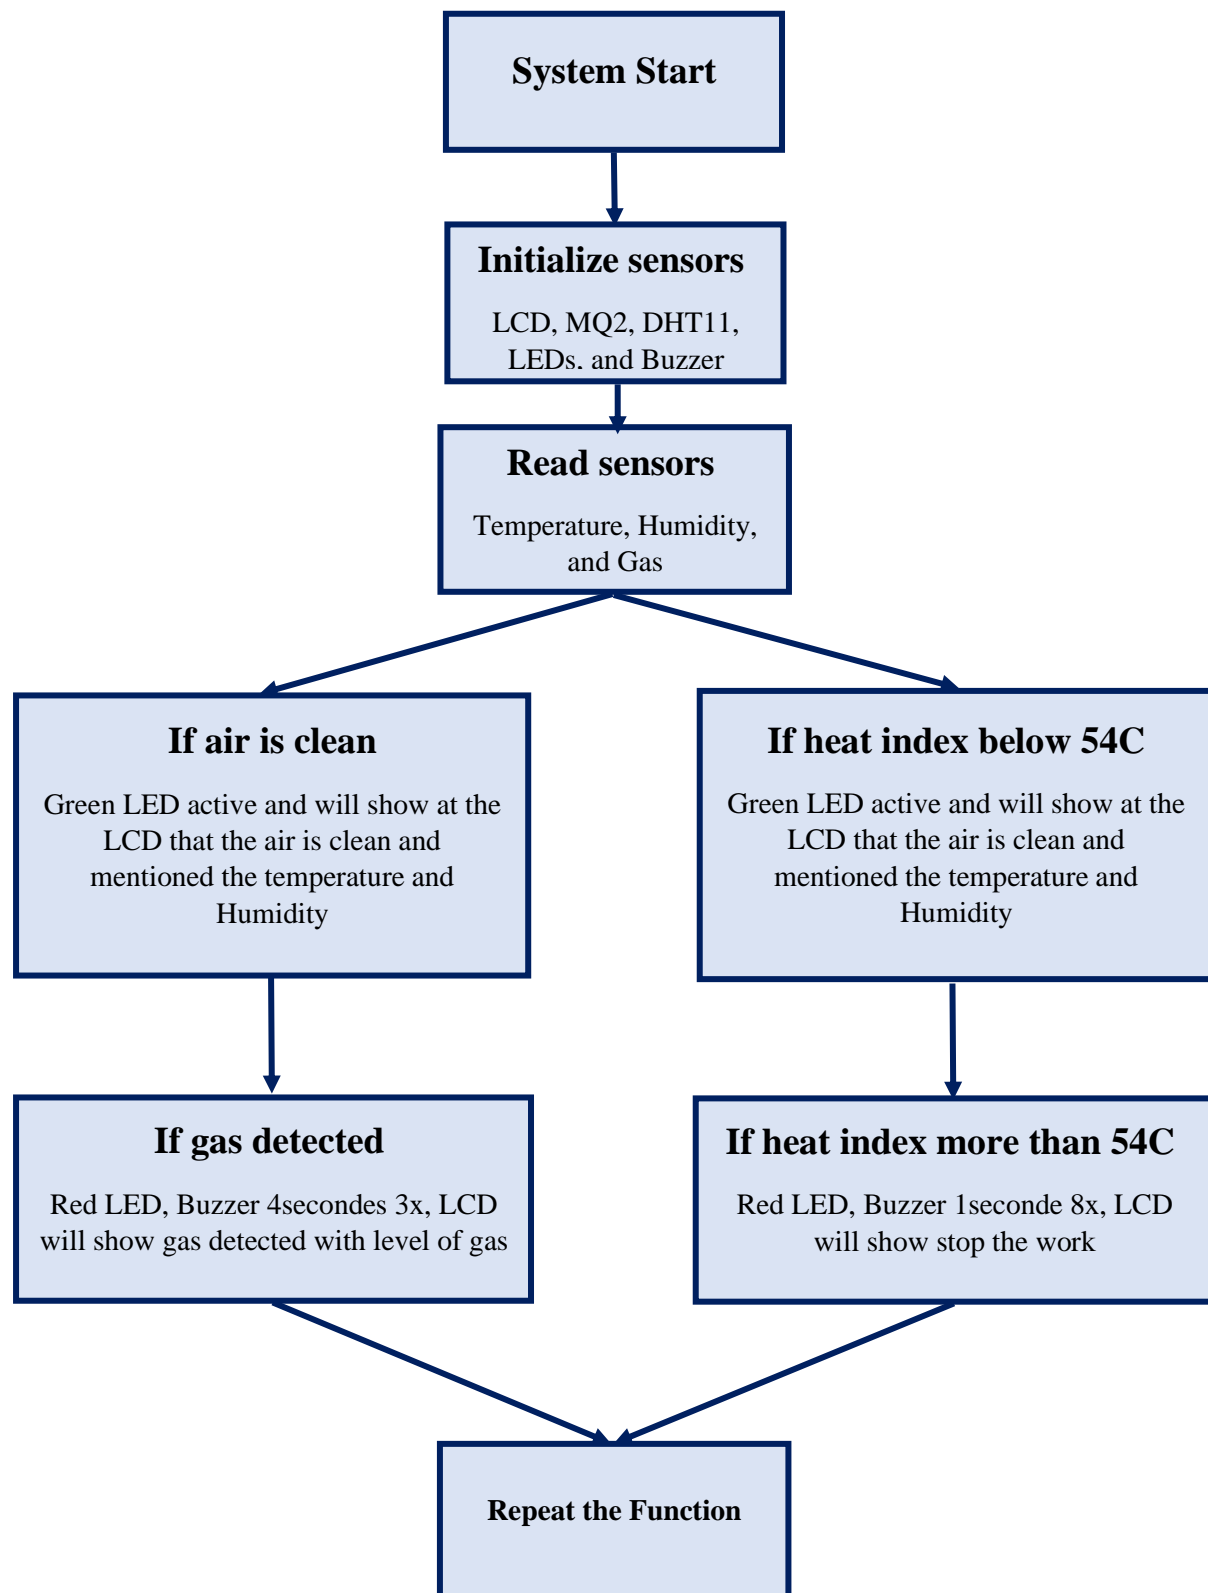 System Start
Initialize sensors
LCD, MQ2, DHT11,
LEDs, and Buzzer
Read sensors
Temperature, Humidity,
and Gas
If air is clean
Green LED active and will show at the
LCD that the air is clean and
mentioned the temperature and
Humidity
If heat index below 54C
Green LED active and will show at the
LCD that the air is clean and
mentioned the temperature and
Humidity
If gas detected
Red LED, Buzzer 4secondes 3x, LCD
will show gas detected with level of gas
If heat index more than 54C
Red LED, Buzzer 1seconde 8x, LCD
will show stop the work
Repeat the Function